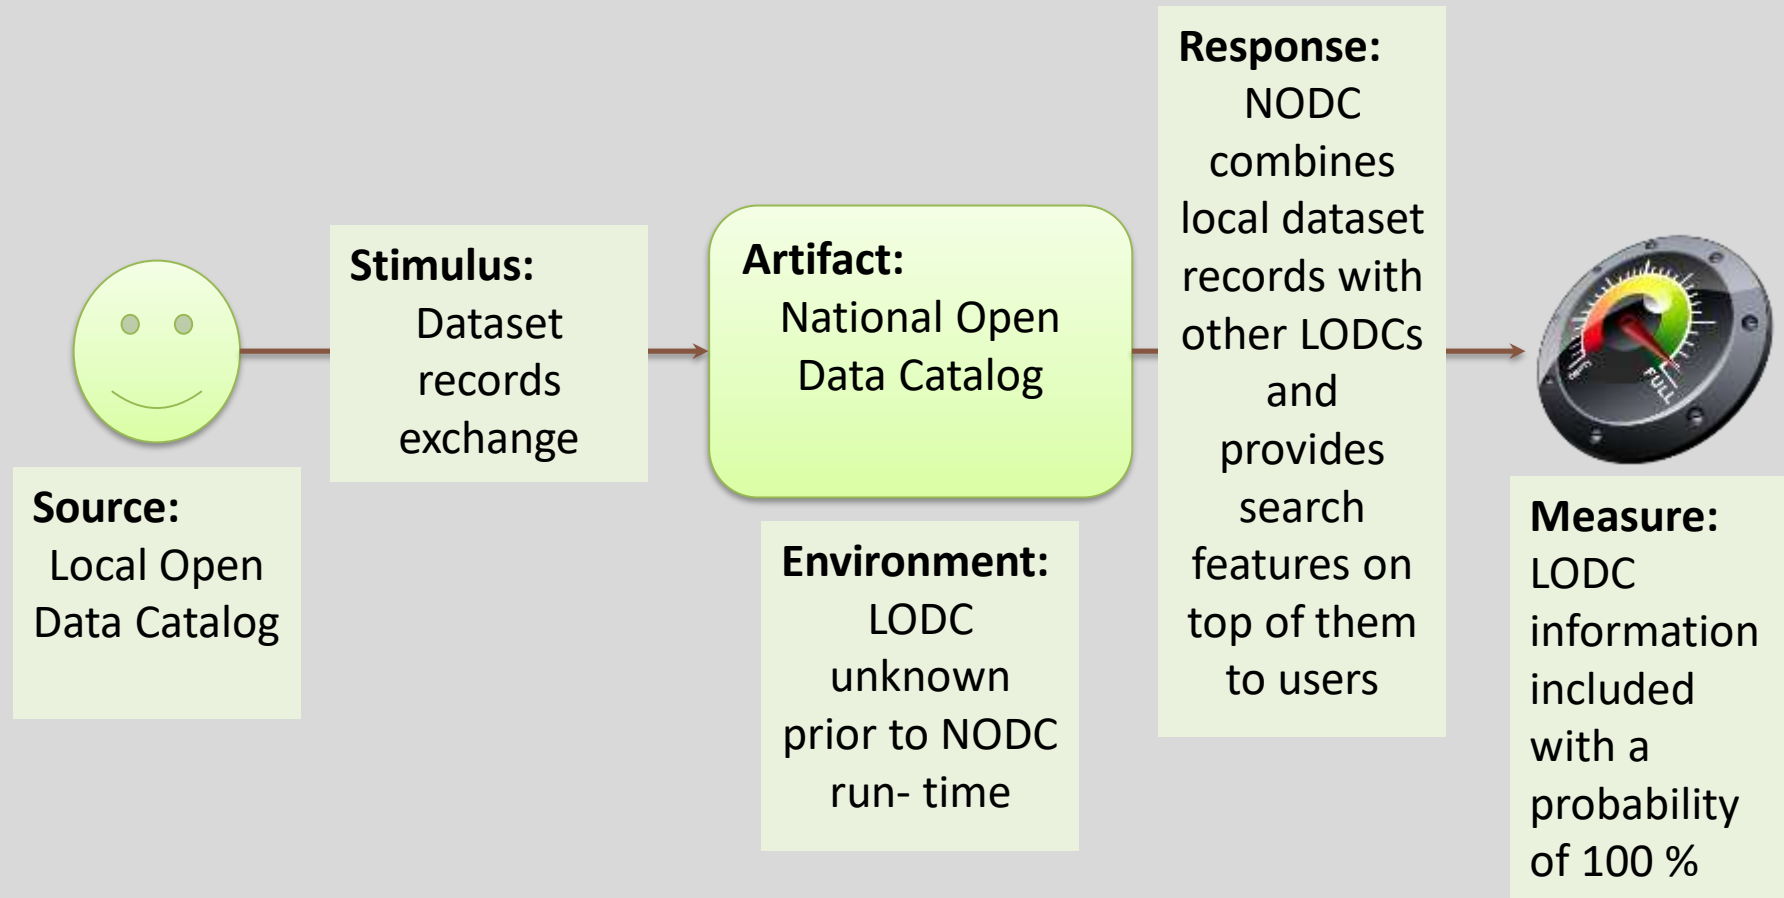 Source:
Local Open
Data Catalog
Stimulus:
Dataset
records
exchange
Artifact:
National Open
Data Catalog
Environment:
LODC
unknown
prior to NODC
run- time
Response:
NODC
combines
local dataset
records with
other LODCs
and
provides
search
features on
top of them
to users
FULL
Measure:
LODC
information
included
with a
probability
of 100 %